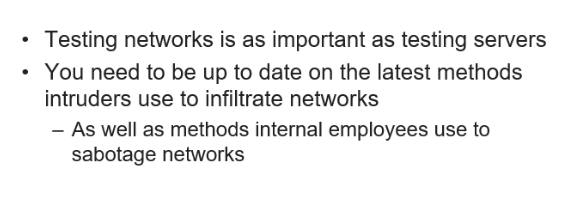 • Testing networks is as important as testing servers
• You need to be up to date on the latest methods
intruders use to infiltrate networks
– As well as methods internal employees use to
sabotage networks